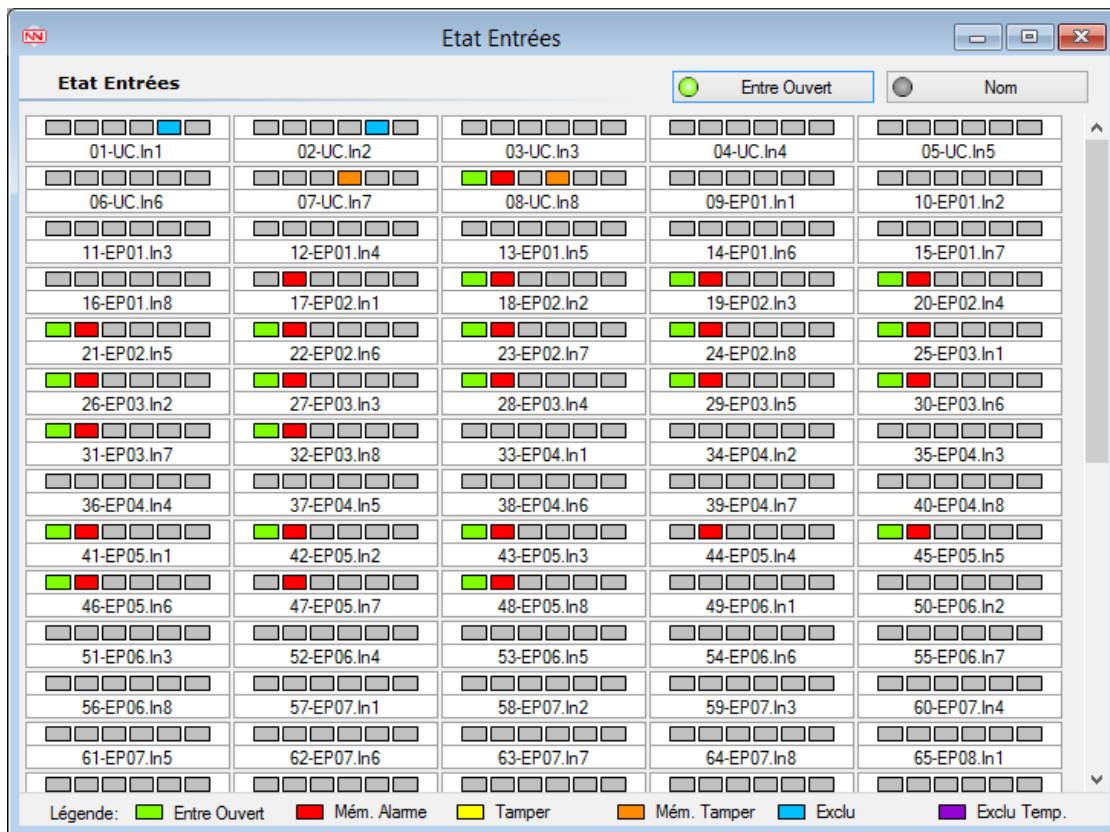 Etat Entrées
Etat Entrées Entre Ouvert Nom
01-UC.In1 02-UC.In2 03-UC.In3 04-UC.In4 05-UC.In5
06-UC.In6 07-UC.In7 08-UC.In8 09-EP01.In1 10-EP01.In2
11-EP01.In3 12-EP01.In4 13-EP01.In5 14-EP01.In6 15-EP01.In7
16-EP01.In8 17-EP02.In1 18-EP02.In2 19-EP02.In3 20-EP02.In4
21-EP02.In5 22-EP02.In6 23-EP02.In7 24-EP02.In8 25-EP03.In1
26-EP03.In2 27-EP03.In3 28-EP03.In4 29-EP03.In5 30-EP03.In6
31-EP03.In7 32-EP03.In8 33-EP04.In1 34-EP04.In2 35-EP04.In3
36-EP04.In4 37-EP04.In5 38-EP04.In6 39-EP04.In7 40-EP04.In8
41-EP05.In1 42-EP05.In2 43-EP05.In3 44-EP05.In4 45-EP05.In5
46-EP05.In6 47-EP05.In7 48-EP05.In8 49-EP06.In1 50-EP06.In2
51-EP06.In3 52-EP06.In4 53-EP06.In5 54-EP06.In6 55-EP06.In7
56-EP06.In8 57-EP07.In1 58-EP07.In2 59-EP07.In3 60-EP07.In4
61-EP07.In5 62-EP07.In6 63-EP07.In7 64-EP07.In8 65-EP08.In1
Légende: Entre Ouvert Mém. Alarme Tamper Mém. Tamper Exclu Exclu Temp.